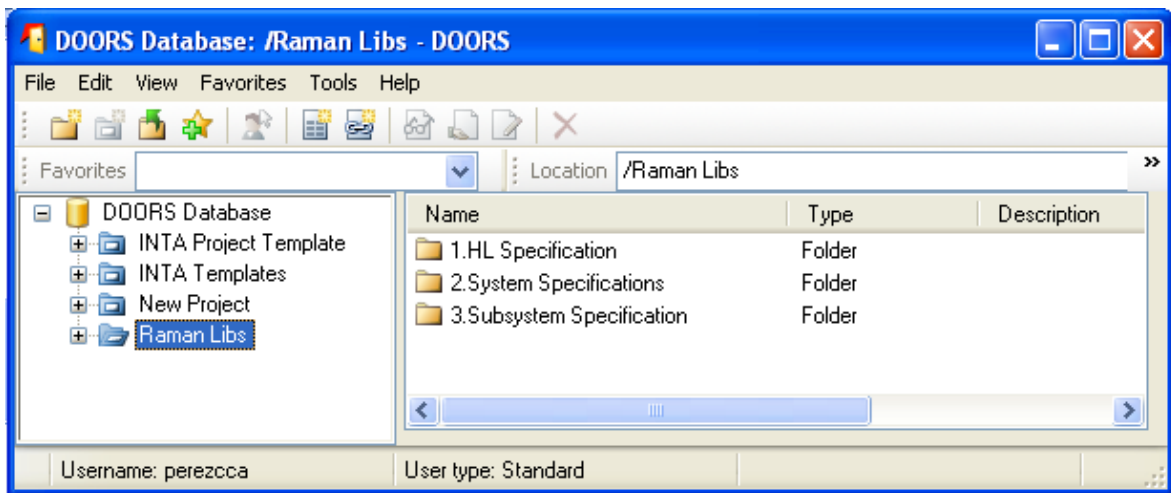 DOORS Database: /Raman Libs - DOORS
File Edit View Favorites Tools Help
Favorites Location /Raman Libs »
DOORS Database
INTA Project Template
INTA Templates
New Project
Raman Libs
Name Type Description
1.HL Specification Folder
2.System Specifications Folder
3.Subsystem Specification Folder
Username: perezcca User type: Standard